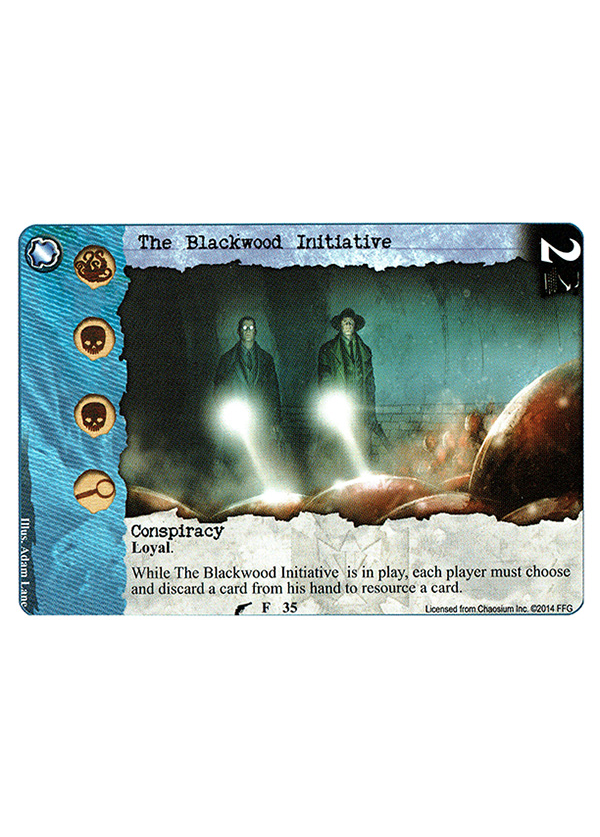 The Blackwood Initiative
2
Conspiracy
Loyal.
While The Blackwood Initiative is in play, each player must choose
and discard a card from his hand to resource a card.
F 35
Licensed from Chaosium Inc. ©2014 FFG
Illus. Adam Lane